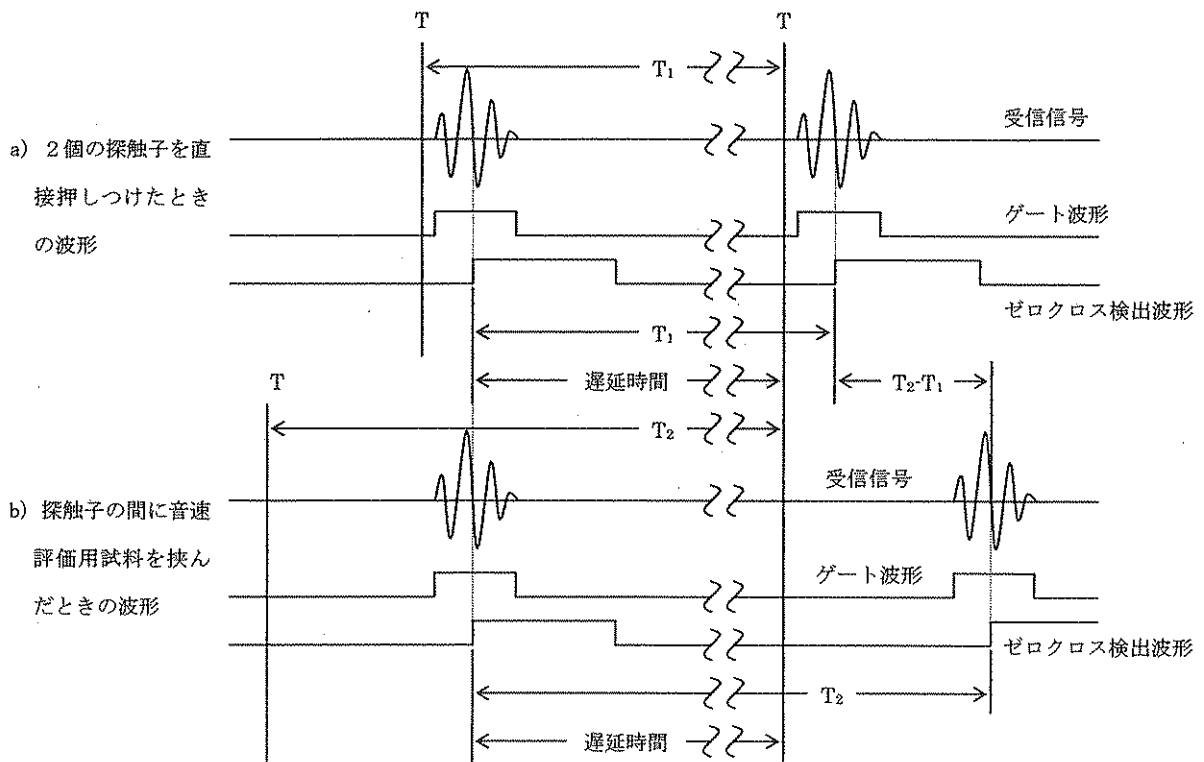 T
T
T₁
受信信号
a) 2個の探触子を直
接押しつけたとき
の波形
ゲート波形
ゼロクロス検出波形
T₁
T
遅延時間
T₂-T₁
T₂
受信信号
b) 探触子の間に音速
評価用試料を挟ん
だときの波形
ゲート波形
ゼロクロス検出波形
T₂
遅延時間